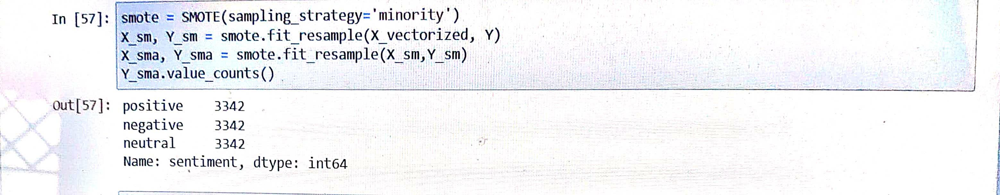 In [57]: smote = SMOTE(sampling_strategy='minority')
X_sm, Y_sm = smote.fit_resample(X_vectorized, Y)
X_sma, Y_sma = smote.fit_resample(X_sm,Y_sm)
Y_sma.value_counts()
Out[57]: positive    3342
negative    3342
neutral     3342
Name: sentiment, dtype: int64